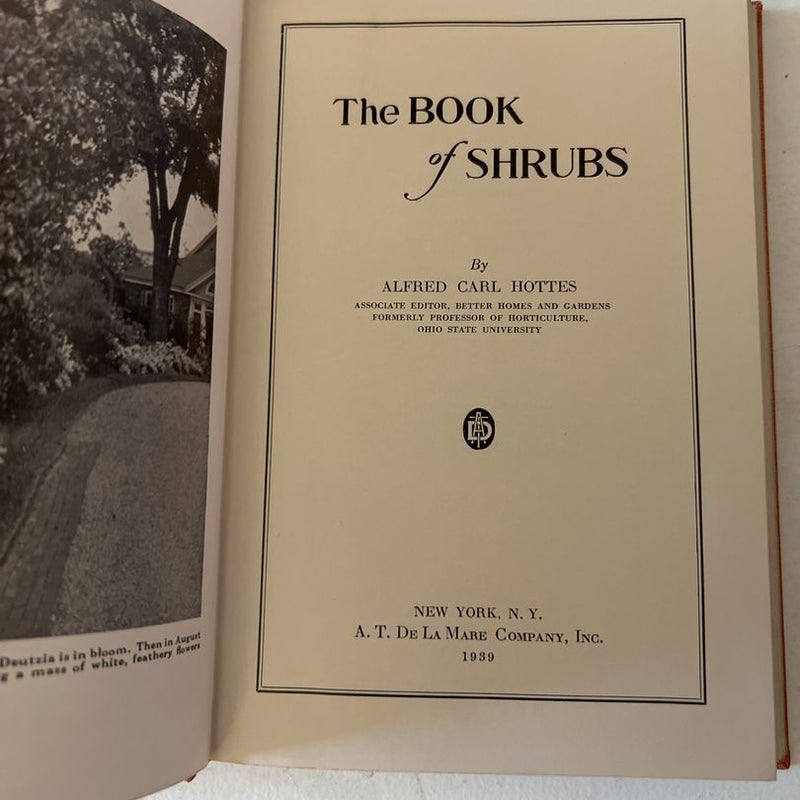 Deutzia is in bloom. Then in August
g a mass of white, feathery flowers
The BOOK
of SHRUBS
By
ALFRED CARL HOTTES
ASSOCIATE EDITOR, BETTER HOMES AND GARDENS
FORMERLY PROFESSOR OF HORTICULTURE,
OHIO STATE UNIVERSITY
NEW YORK, N. Y.
A. T. DE LA MARE COMPANY, INC.
1939